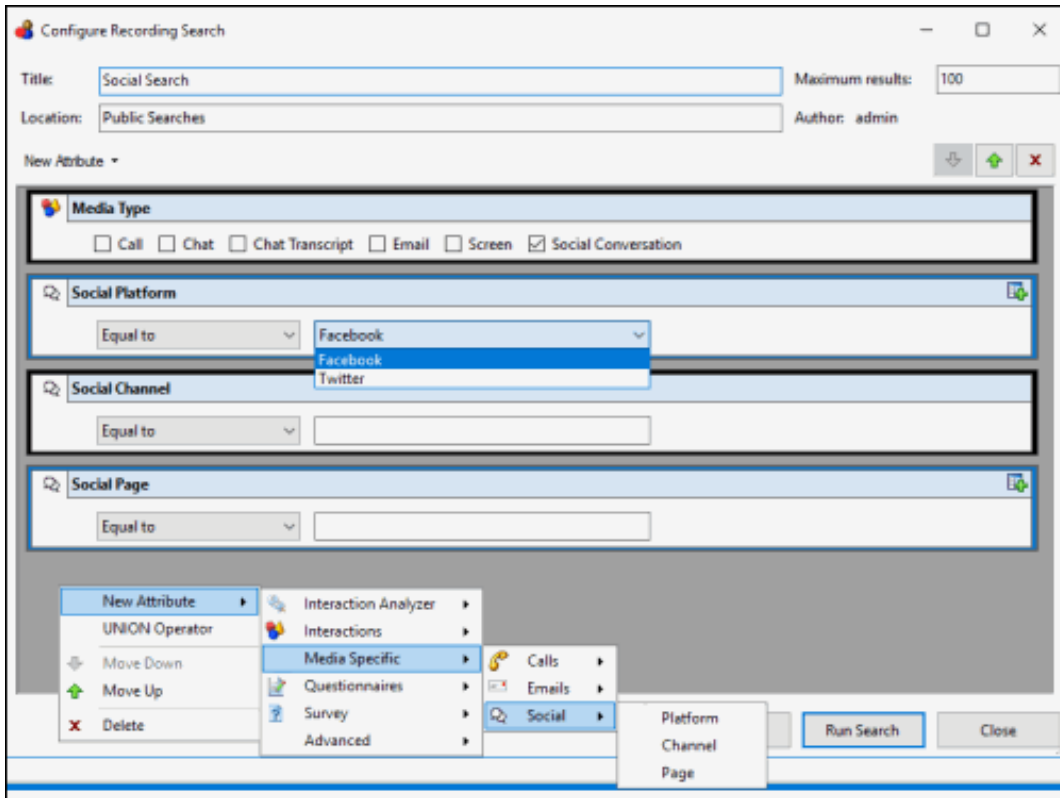 Configure Recording Search
Title: Social Search Maximum results: 100
Location: Public Searches Author: admin
New Attribute
Media Type
Call Chat Chat Transcript Email Screen Social Conversation
Social Platform
Equal to Facebook
Facebook
Twitter
Social Channel
Equal to
Social Page
Equal to
New Attribute Interaction Analyzer
UNION Operator Interactions
Move Down Media Specific Calls
Move Up Questionnaires Emails
Delete Survey Social Platform Run Search Close
Advanced Channel
Page